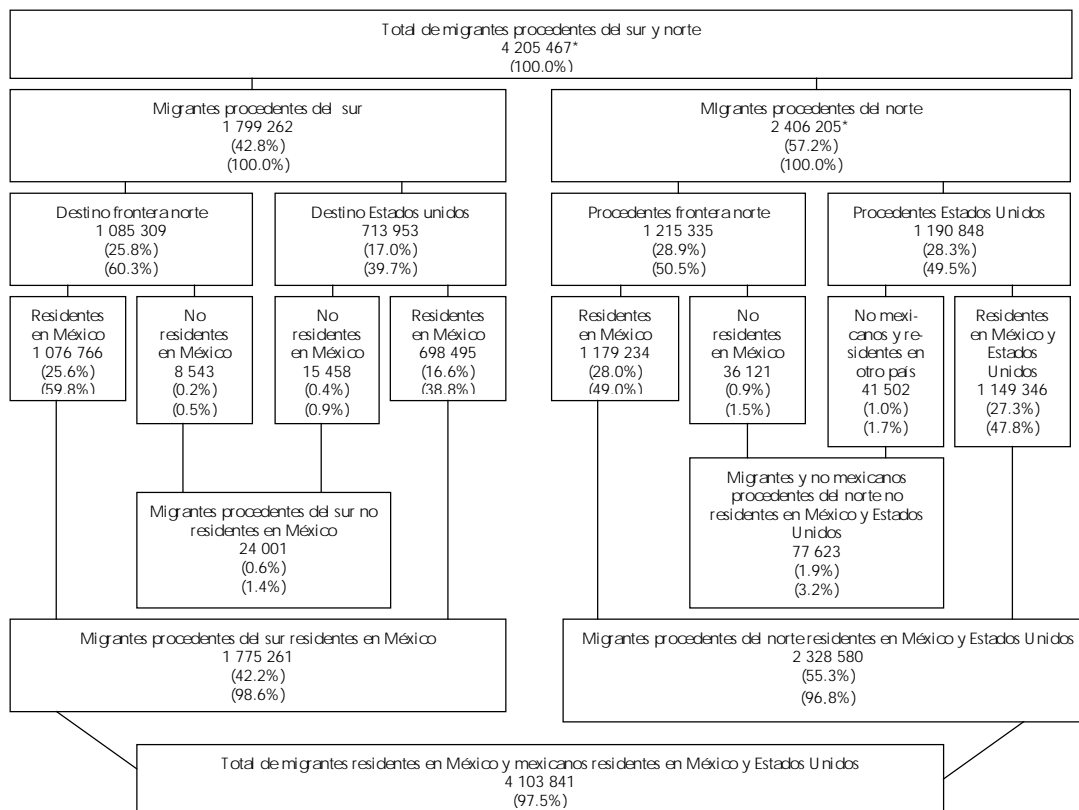 Total de migrantes procedentes del sur y norte
4 205 467*
(100.0%)
Migrantes procedentes del sur
1 799 262
(42.8%)
(100.0%)
MIgrantes procedentes del norte
2 406 205*
(57.2%)
(100.0%)
Destino frontera norte
1 085 309
(25.8%)
(60.3%)
Destino Estados unidos
713 953
(17.0%)
(39.7%)
Procedentes frontera norte
1 215 335
(28.9%)
(50.5%)
Procedentes Estados Unidos
1 190 848
(28.3%)
(49.5%)
Residentes
en México
1 076 766
(25.6%)
(59.8%)
No
residentes
en México
8 543
(0.2%)
(0.5%)
No
residentes
en México
15 458
(0.4%)
(0.9%)
Residentes
en México
698 495
(16.6%)
(38.8%)
Residentes
en México
1 179 234
(28.0%)
(49.0%)
No
residentes
en México
36 121
(0.9%)
(1.5%)
No mexi-
canos y re-
sidentes en
otro país
41 502
(1.0%)
(1.7%)
Residentes
en México y
Estados
Unidos
1 149 346
(27.3%)
(47.8%)
Migrantes procedentes del sur no
residentes en México
24 001
(0.6%)
(1.4%)
Migrantes y no mexicanos
procedentes del norte no
residentes en México y Estados
Unidos
77 623
(1.9%)
(3.2%)
Migrantes procedentes del sur residentes en México
1 775 261
(42.2%)
(98.6%)
Migrantes procedentes del norte residentes en México y Estados Unidos
2 328 580
(55.3%)
(96.8%)
Total de migrantes residentes en México y mexicanos residentes en México y Estados Unidos
4 103 841
(97.5%)